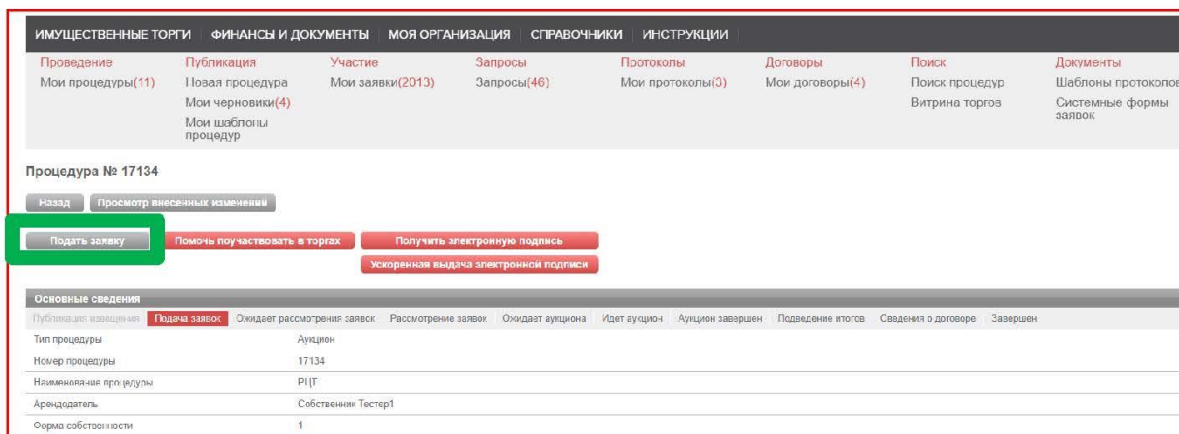 ИМУЩЕСТВЕННЫЕ ТОРГИ ФИНАНСЫ И ДОКУМЕНТЫ МОЯ ОРГАНИЗАЦИЯ СПРАВОЧНИКИ ИНСТРУКЦИИ
Проведение Публикация Участие Запросы Протоколы Договоры Поиск Документы
Мои процедуры(11) Новая процедура Мои заявки(2013) Запросы(46) Мои протоколы(3) Мои договоры(4) Поиск процедур Шаблоны протоколов
Мои черновики(4) Витрина торгов Системные формы
Мои шаблоны заявок
процедур
Процедура № 17134
Назад Просмотр внесенных изменений
Подать заявку Помочь поучаствовать в торгах Получить электронную подпись
Ускоренная выдача электронной подписи
Основные сведения
Публикация извещения Подача заявок Ожидает рассмотрения заявок Рассмотрение заявок Ожидает аукциона Идет аукцион Аукцион завершен Подведение итогов Сведения о договоре Завершен
Тип процедуры Аукцион
Номер процедуры 17134
Наименование процедуры РЦТ
Арендодатель Собственник Тестер1
Форма собственности 1